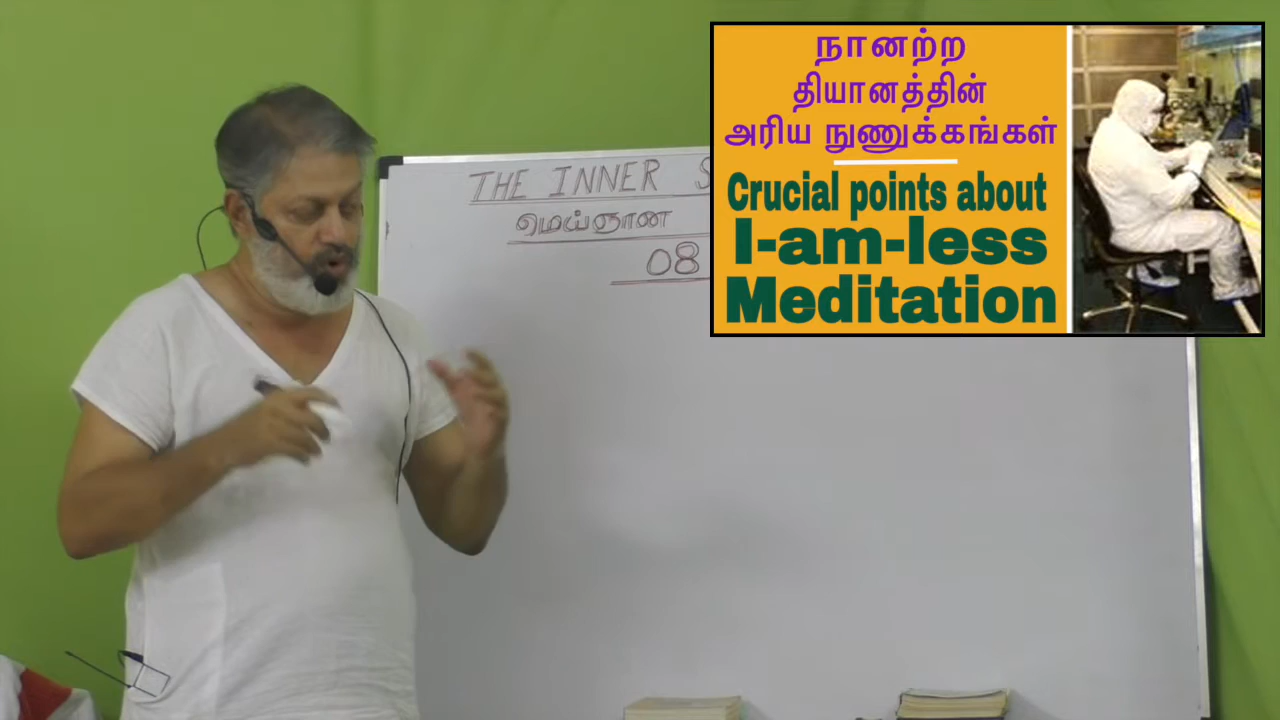 THE INNER
மெய்ஞான
08
நானற்ற
தியானத்தின்
அரிய நுணுக்கங்கள்
Crucial points about
I-am-less
Meditation